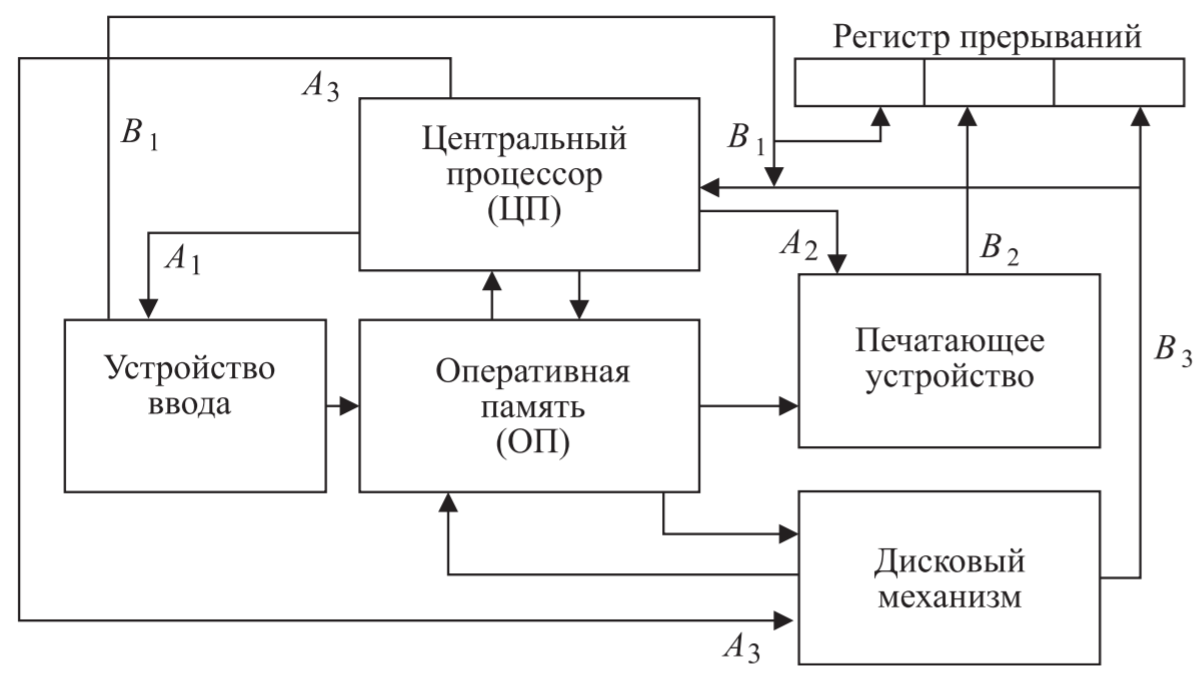 Регистр прерываний
A3
B1
B1
Центральный
процессор
(ЦП)
A1
A2
B2
Устройство
ввода
Оперативная
память
(ОП)
Печатающее
устройство
B3
Дисковый
механизм
A3